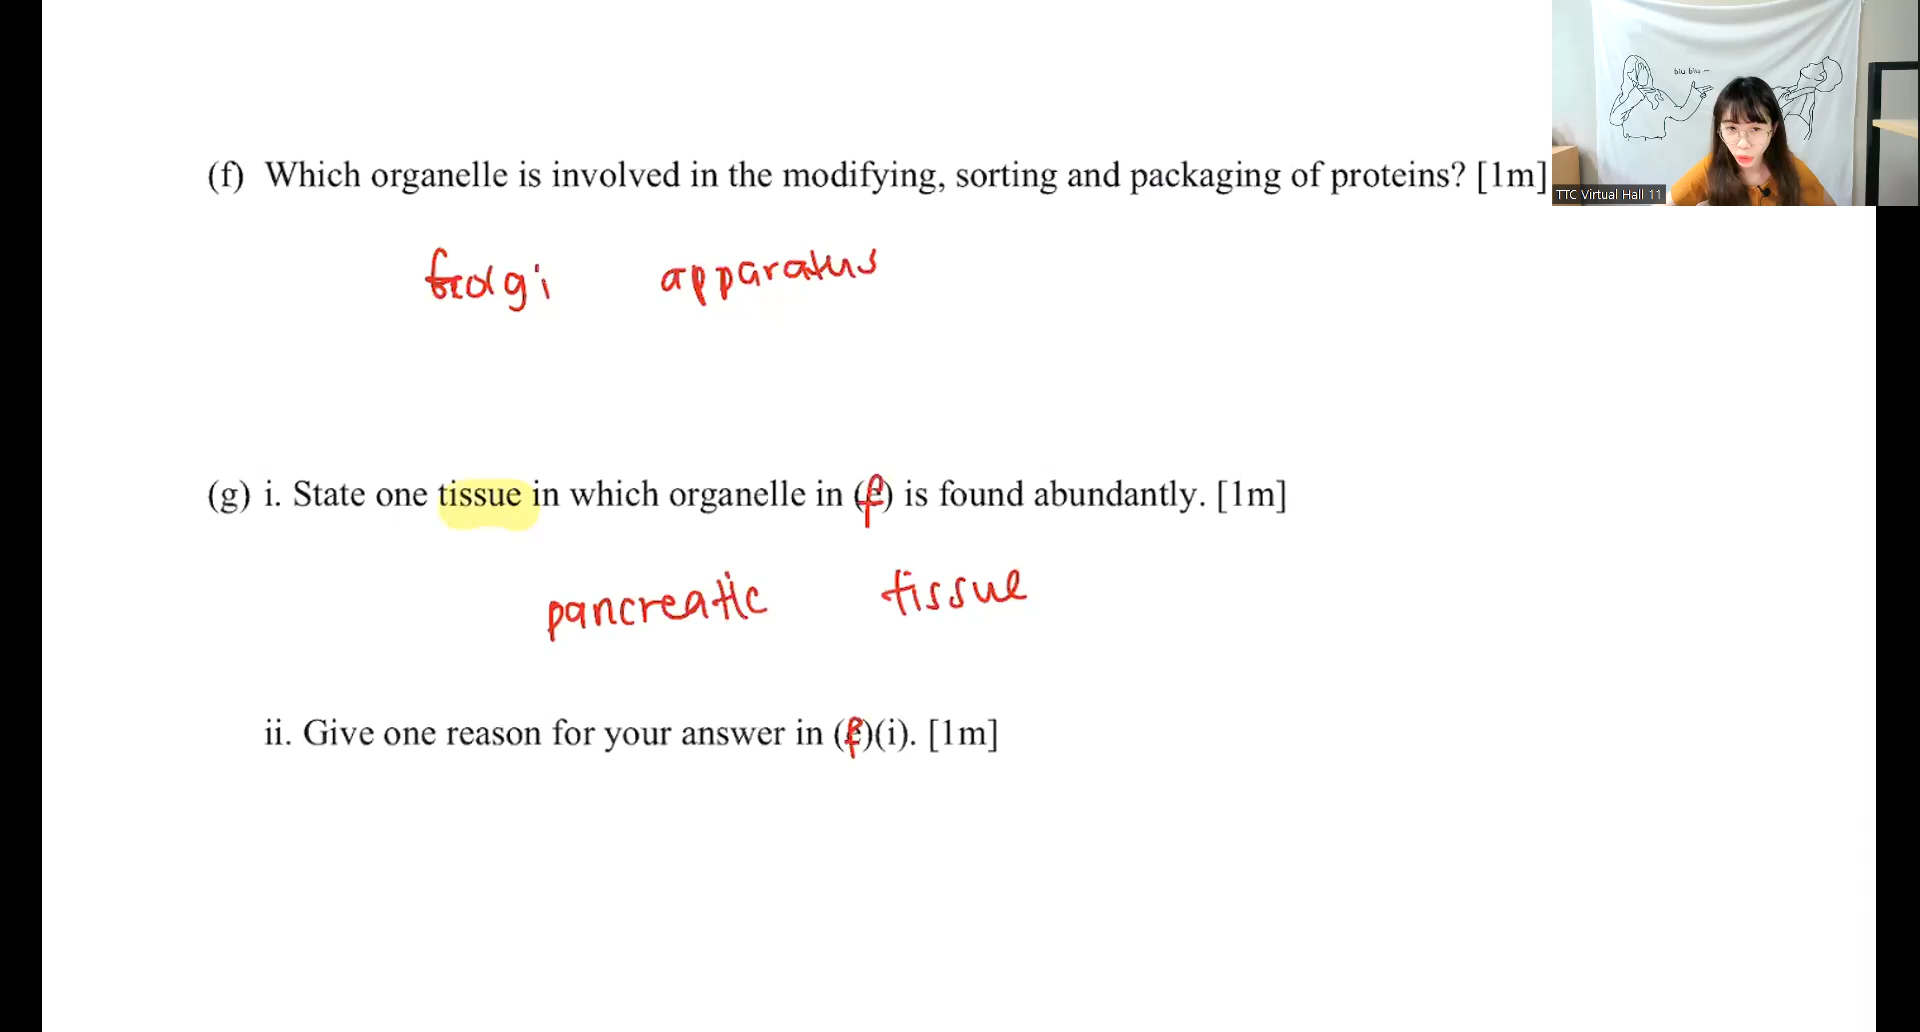 blu blu ~
TTC Virtual Hall 11
(f) Which organelle is involved in the modifying, sorting and packaging of proteins? [1m]
Golgi apparatus
(g) i. State one tissue in which organelle in (f) is found abundantly. [1m]
pancreatic tissue
ii. Give one reason for your answer in (f)(i). [1m]